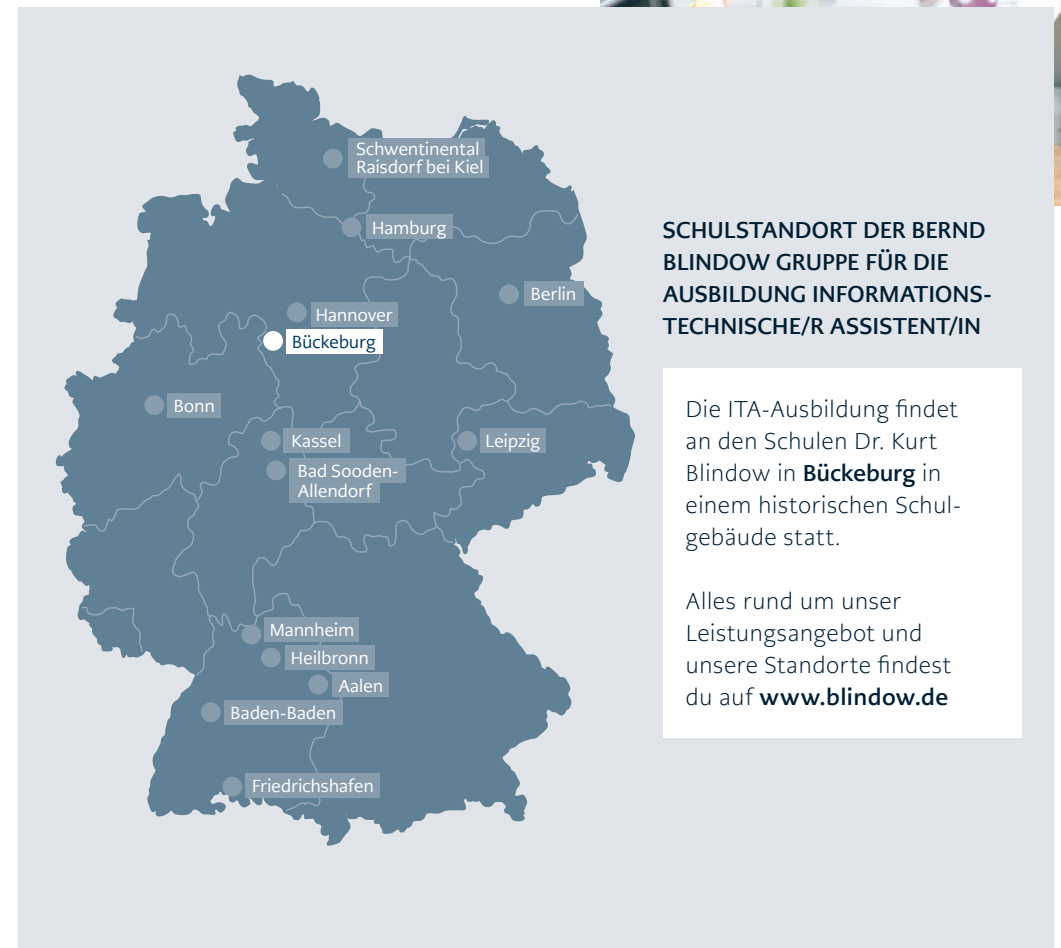 Schwentinental
Raisdorf bei Kiel
Hamburg
Berlin
Hannover
Bückeburg
Bonn
Kassel
Leipzig
Bad Sooden-
Allendorf
Mannheim
Heilbronn
Aalen
Baden-Baden
Friedrichshafen
SCHULSTANDORT DER BERND
BLINDOW GRUPPE FÜR DIE
AUSBILDUNG INFORMATIONS-
TECHNISCHE/R ASSISTENT/IN
Die ITA-Ausbildung findet
an den Schulen Dr. Kurt
Blindow in Bückeburg in
einem historischen Schul-
gebäude statt.
Alles rund um unser
Leistungsangebot und
unsere Standorte findest
du auf www.blindow.de